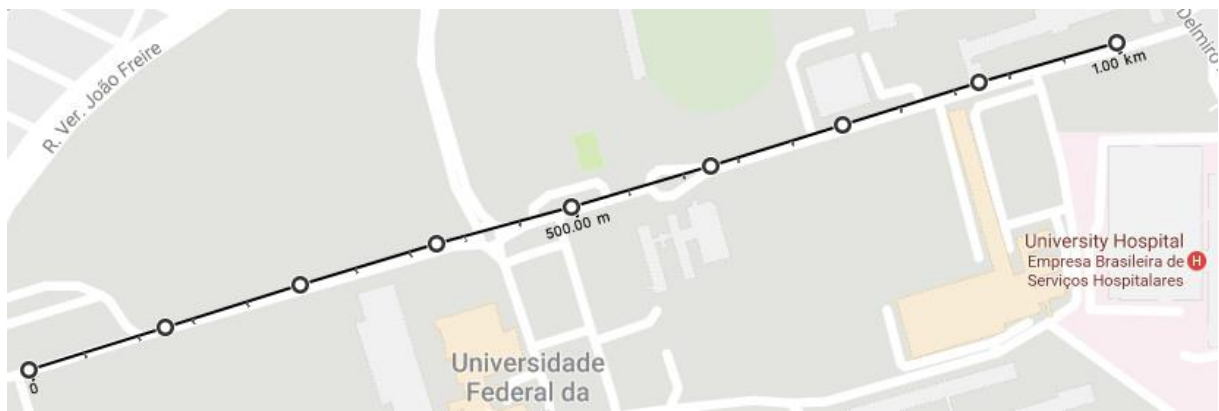 R. Ver. João Freire
Delmiro
1.00 km
500.00 m
0
University Hospital
Empresa Brasileira de
Serviços Hospitalares
H
Universidade
Federal da